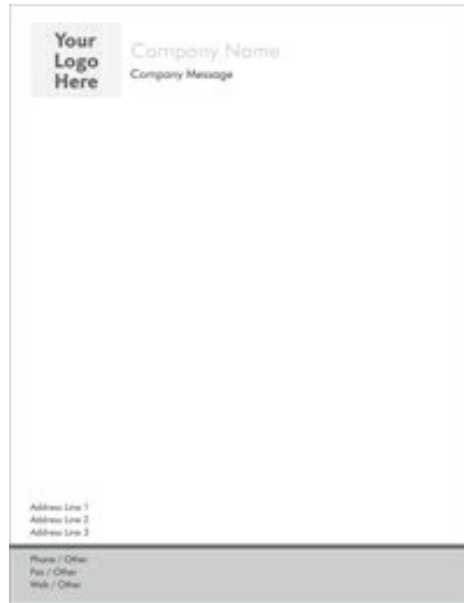 Your
Logo
Here
Company Name
Company Message
Address Line 1
Address Line 2
Address Line 3
Phone / Other
Fax / Other
Web / Other